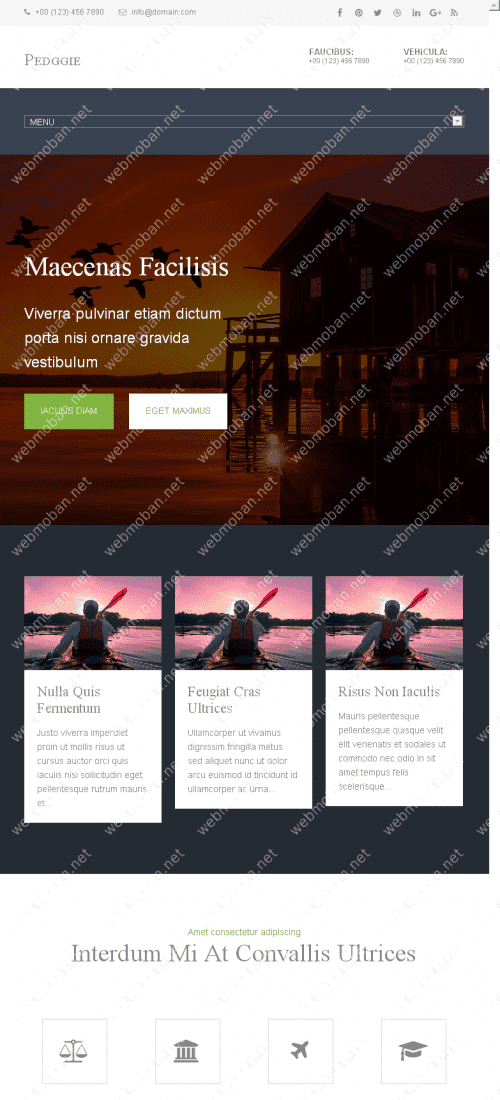 +00 (123) 456 7890 info@domain.com
PEDGGIE
FAUCIBUS:
+00 (123) 456 7890
VEHICULA:
+00 (123) 456 7890
MENU
Maecenas Facilisis
Viverra pulvinar etiam dictum
porta nisi ornare gravida
vestibulum
IACULIS DIAM
EGET MAXIMUS
Nulla Quis
Fermentum
Justo viverra imperdiet
proin ut mollis risus ut
cursus auctor orci quis
iaculis nisi sollicitudin eget
pellentesque rutrum mauris
et...
Feugiat Cras
Ultrices
Ullamcorper ut vivamus
dignissim fringilla metus
sed aliquet nunc ut dolor
arcu euismod id tincidunt id
ullamcorper ac urna...
Risus Non Iaculis
Mauris pellentesque
pellentesque quisque velit
elit venenatis et sodales ut
commodo nec odio in sit
amet tempus felis
scelerisque...
Amet consectetur adipiscing
Interdum Mi At Convallis Ultrices
webmoban.net